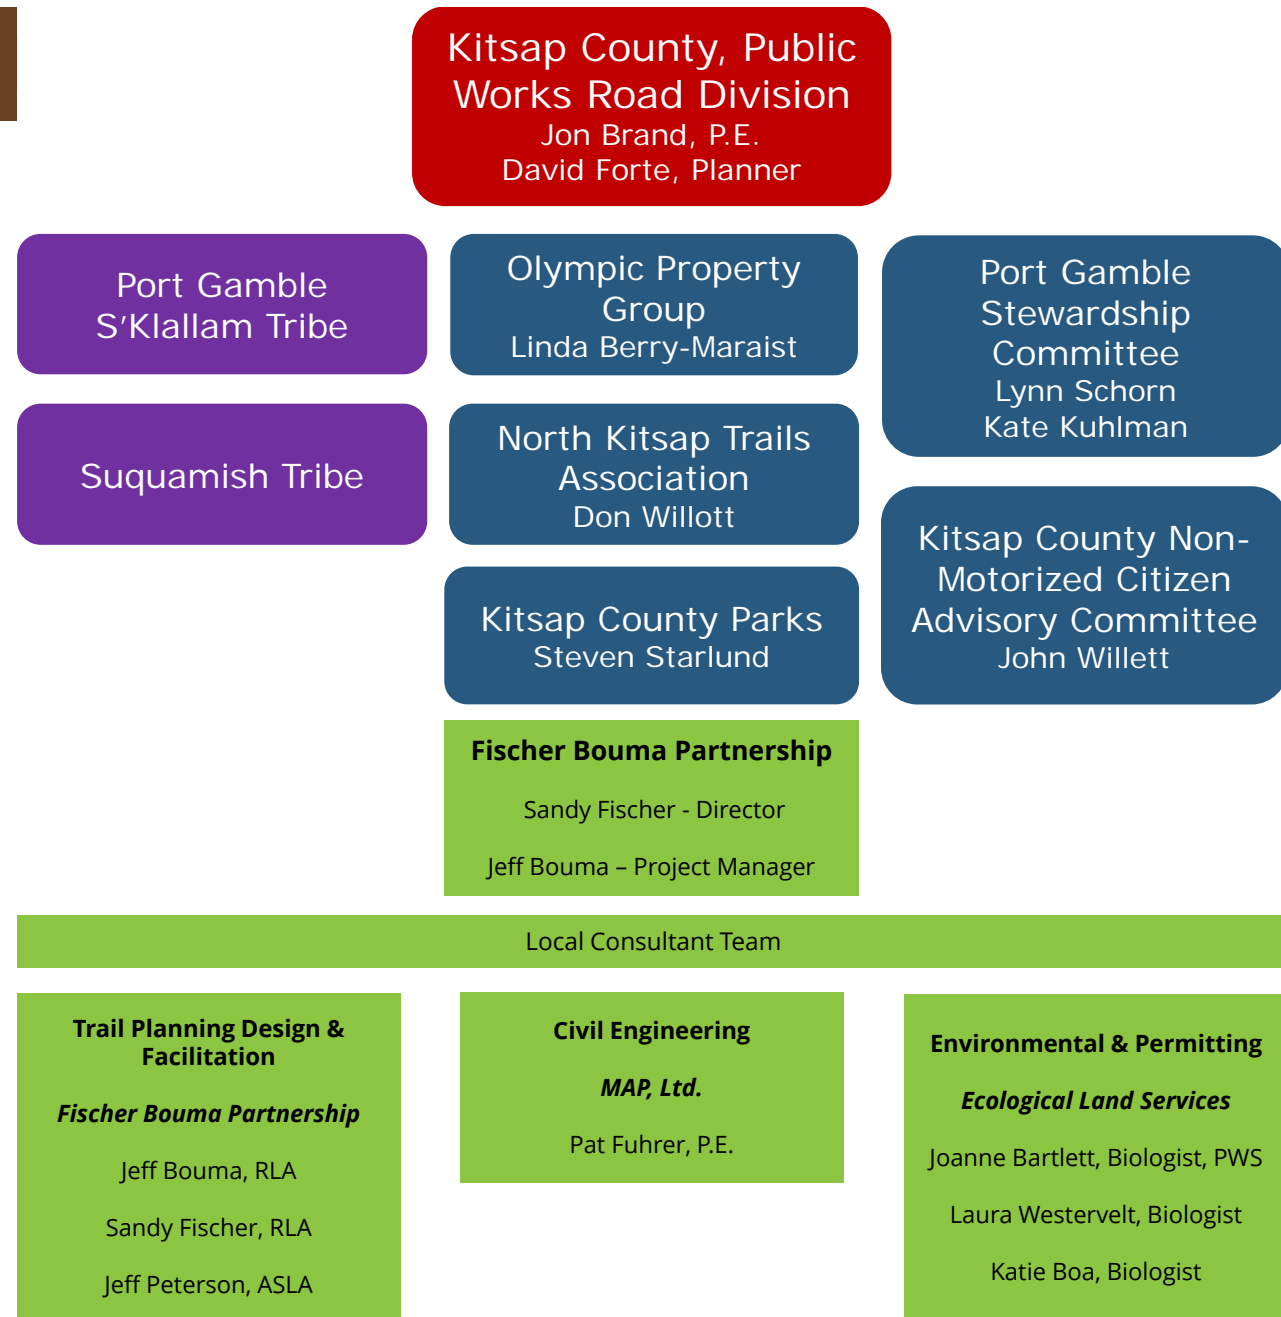 Kitsap County, Public
Works Road Division
Jon Brand, P.E.
David Forte, Planner
Port Gamble
S’Klallam Tribe
Olympic Property
Group
Linda Berry-Maraist
Port Gamble
Stewardship
Committee
Lynn Schorn
Kate Kuhlman
Suquamish Tribe
North Kitsap Trails
Association
Don Willott
Kitsap County Non-
Motorized Citizen
Advisory Committee
John Willett
Kitsap County Parks
Steven Starlund
Fischer Bouma Partnership
Sandy Fischer - Director
Jeff Bouma – Project Manager
Local Consultant Team
Trail Planning Design &
Facilitation
Fischer Bouma Partnership
Jeff Bouma, RLA
Sandy Fischer, RLA
Jeff Peterson, ASLA
Civil Engineering
MAP, Ltd.
Pat Fuhrer, P.E.
Environmental & Permitting
Ecological Land Services
Joanne Bartlett, Biologist, PWS
Laura Westervelt, Biologist
Katie Boa, Biologist